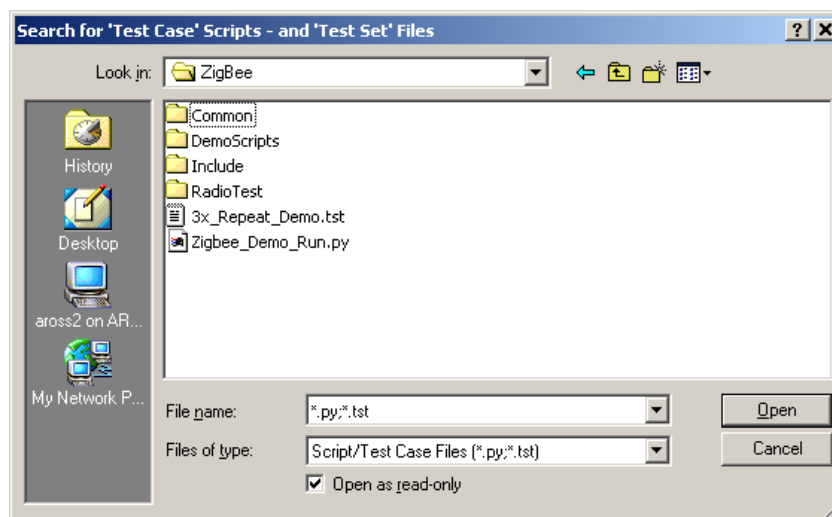 Search for 'Test Case' Scripts - and 'Test Set' Files
Look in: ZigBee
History
Desktop
aross2 on AR...
My Network P...
Common
DemoScripts
Include
RadioTest
3x_Repeat_Demo.tst
Zigbee_Demo_Run.py
File name: *.py;*.tst
Open
Files of type: Script/Test Case Files (*.py;*.tst)
Cancel
Open as read-only